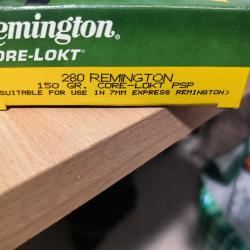 Remington®
CORE-LOKT®
280 REMINGTON
150 GR. CORE-LOKT PSP
SUITABLE FOR USE IN 7MM EXPRESS REMINGTON>